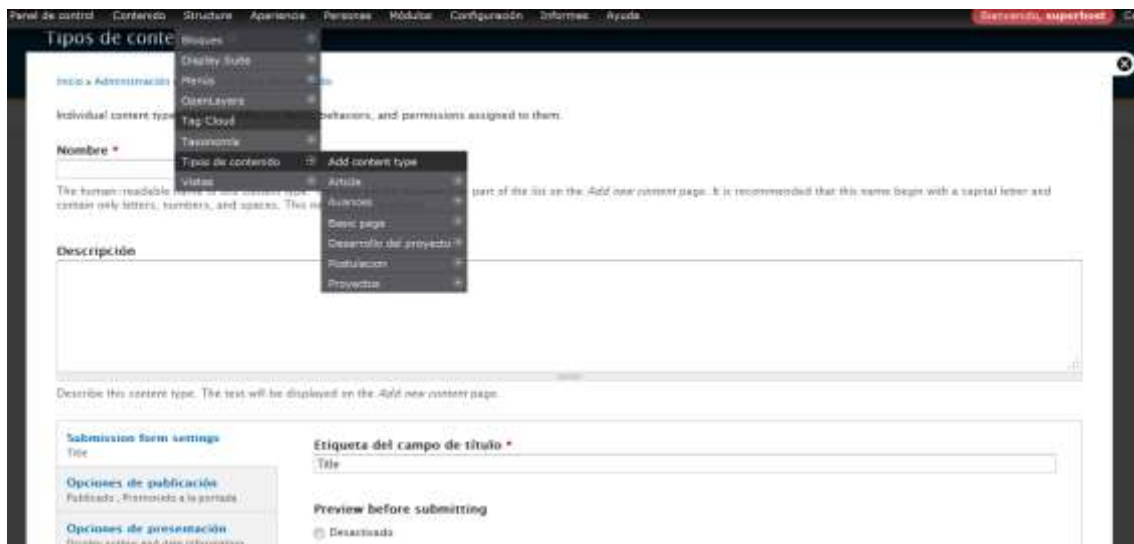 Panel de control Contenido Structure Apariencia Personas Módulos Configuración Informes Ayuda Bienvenido, superhost
Tipos de conte
Bloques
Display Suite
Inicio » Administración
Menús
OpenLayers
Individual content type behaviors, and permissions assigned to them.
Tag Cloud
Taxonomía
Nombre *
Tipos de contenido Add content type
Vistas Article
The human-readable part of the list on the Add new content page. It is recommended that this name begin with a capital letter and
contain only letters, numbers, and spaces. This
Avances
Basic page
Desarrollo del proyecto
Descripción
Postulacion
Proyectos
Describe this content type. The text will be displayed on the Add new content page.
Submission form settings
Title
Etiqueta del campo de título *
Title
Opciones de publicación
Publicado , Promovido a la portada
Preview before submitting
Opciones de presentación
Desactivado
Display author and date information.